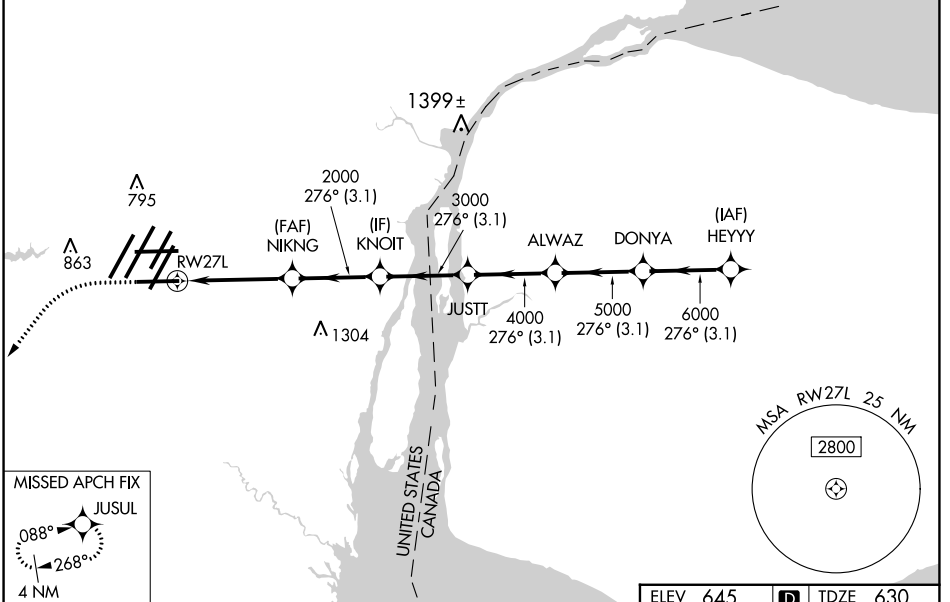 1399 ±
795
863
RW27L
2000
276° (3.1)
(FAF)
NIKNG
(IF)
KNOIT
3000
276° (3.1)
JUSTT
ALWAZ
DONYA
(IAF)
HEYYY
4000
276° (3.1)
5000
276° (3.1)
6000
276° (3.1)
1304
MSA RW27L 25 NM
2800
UNITED STATES
CANADA
MISSED APCH FIX
JUSUL
088°
268°
4 NM
ELEV 645 D TDZE 630